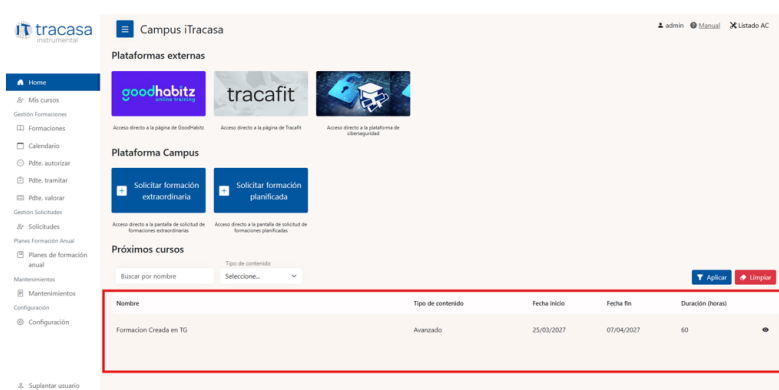 tracasa
instrumental
Campus iTracasa
admin
Manual
Listado AC
Home
Mis cursos
Gestión Formaciones
Formaciones
Calendario
Pdte. autorizar
Pdte. tramitar
Pdte. valorar
Gestión Solicitudes
Solicitudes
Planes Formación Anual
Planes de formación
anual
Mantenimientos
Mantenimientos
Configuración
Configuración
Suplantar usuario
Plataformas externas
goodhabitz
online training
tracafit
Acceso directo a la página de GoodHabitz
Acceso directo a la página de Tracafit
Acceso directo a la plataforma de
ciberseguridad
Plataforma Campus
Solicitar formación
extraordinaria
Solicitar formación
planificada
Acceso directo a la pantalla de solicitud de
formaciones extraordinarias
Acceso directo a la pantalla de solicitud de
formaciones planificadas
Próximos cursos
Buscar por nombre
Tipo de contenido
Seleccione...
Aplicar
Limpiar
Nombre Tipo de contenido Fecha inicio Fecha fin Duración (horas)
Formacion Creada en TG Avanzado 25/03/2027 07/04/2027 60